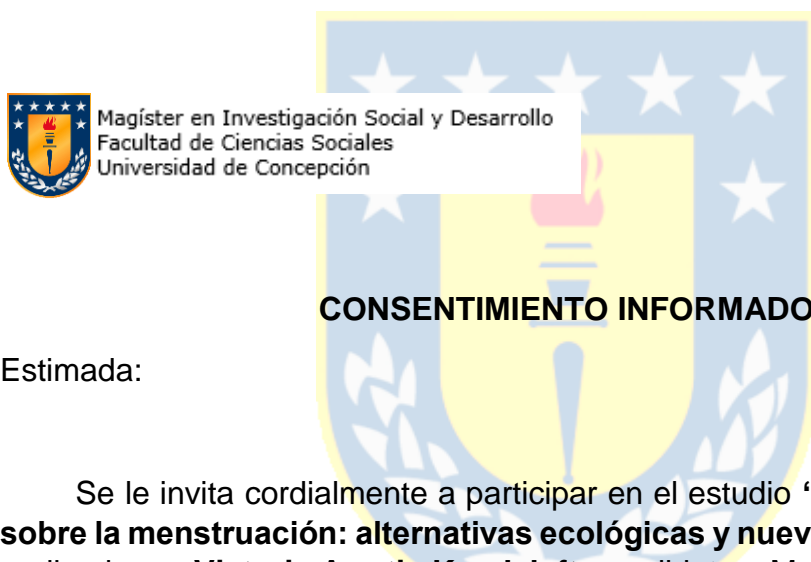 Magíster en Investigación Social y Desarrollo
Facultad de Ciencias Sociales
Universidad de Concepción
CONSENTIMIENTO INFORMADO
Estimada:
Se le invita cordialmente a participar en el estudio ‘
sobre la menstruación: alternativas ecológicas y nuev